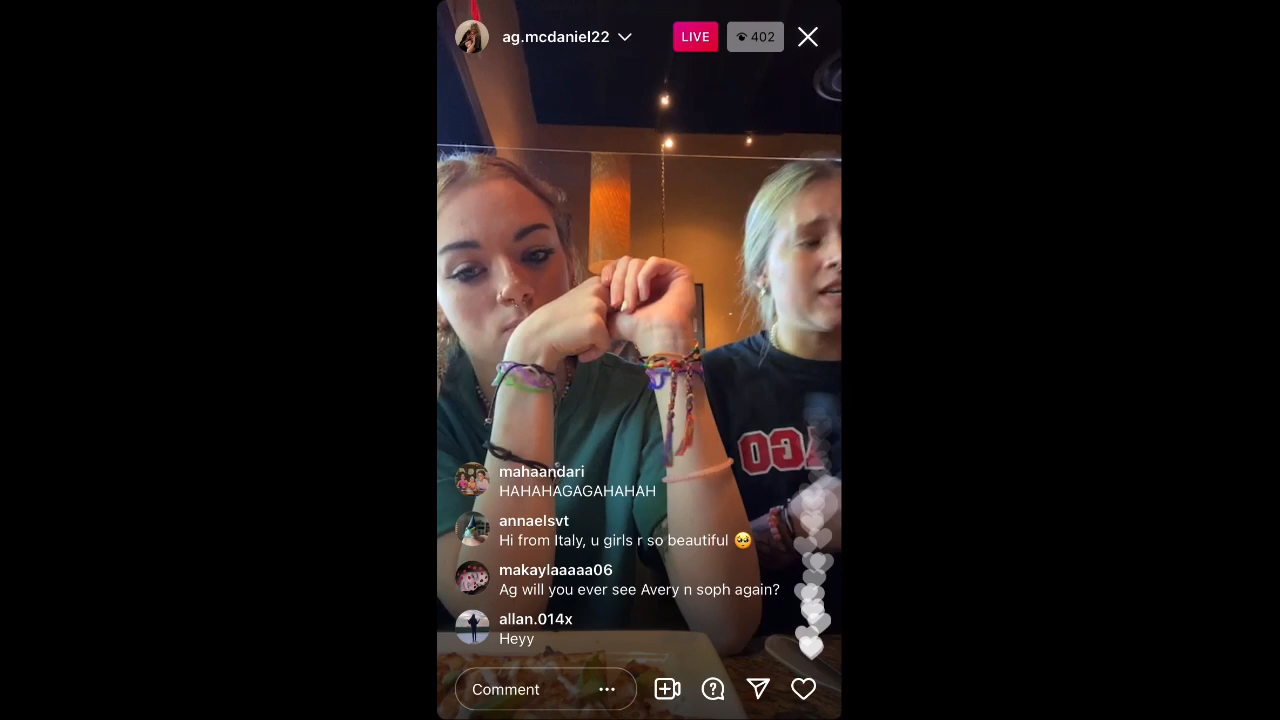 ag.mcdaniel22
LIVE
402
mahaandari
HAHAHAGAGAHAHAH
annaelsvt
Hi from Italy, u girls r so beautiful 🥺
makaylaaaaa06
Ag will you ever see Avery n soph again?
allan.014x
Heyy
Comment